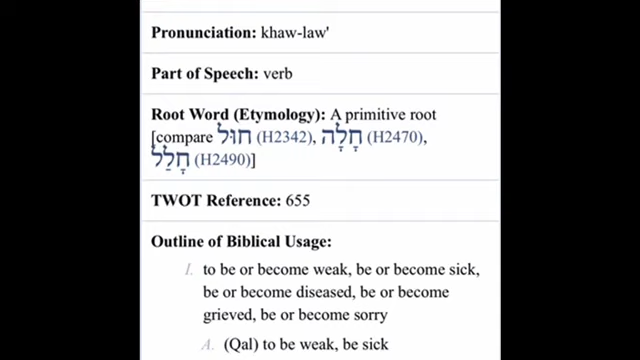 Pronunciation: khaw-law'
Part of Speech: verb
Root Word (Etymology): A primitive root
[compare חוּל (H2342), חָלָה (H2470),
חָלַל (H2490)]
TWOT Reference: 655
Outline of Biblical Usage:
I. to be or become weak, be or become sick,
be or become diseased, be or become
grieved, be or become sorry
A. (Qal) to be weak, be sick